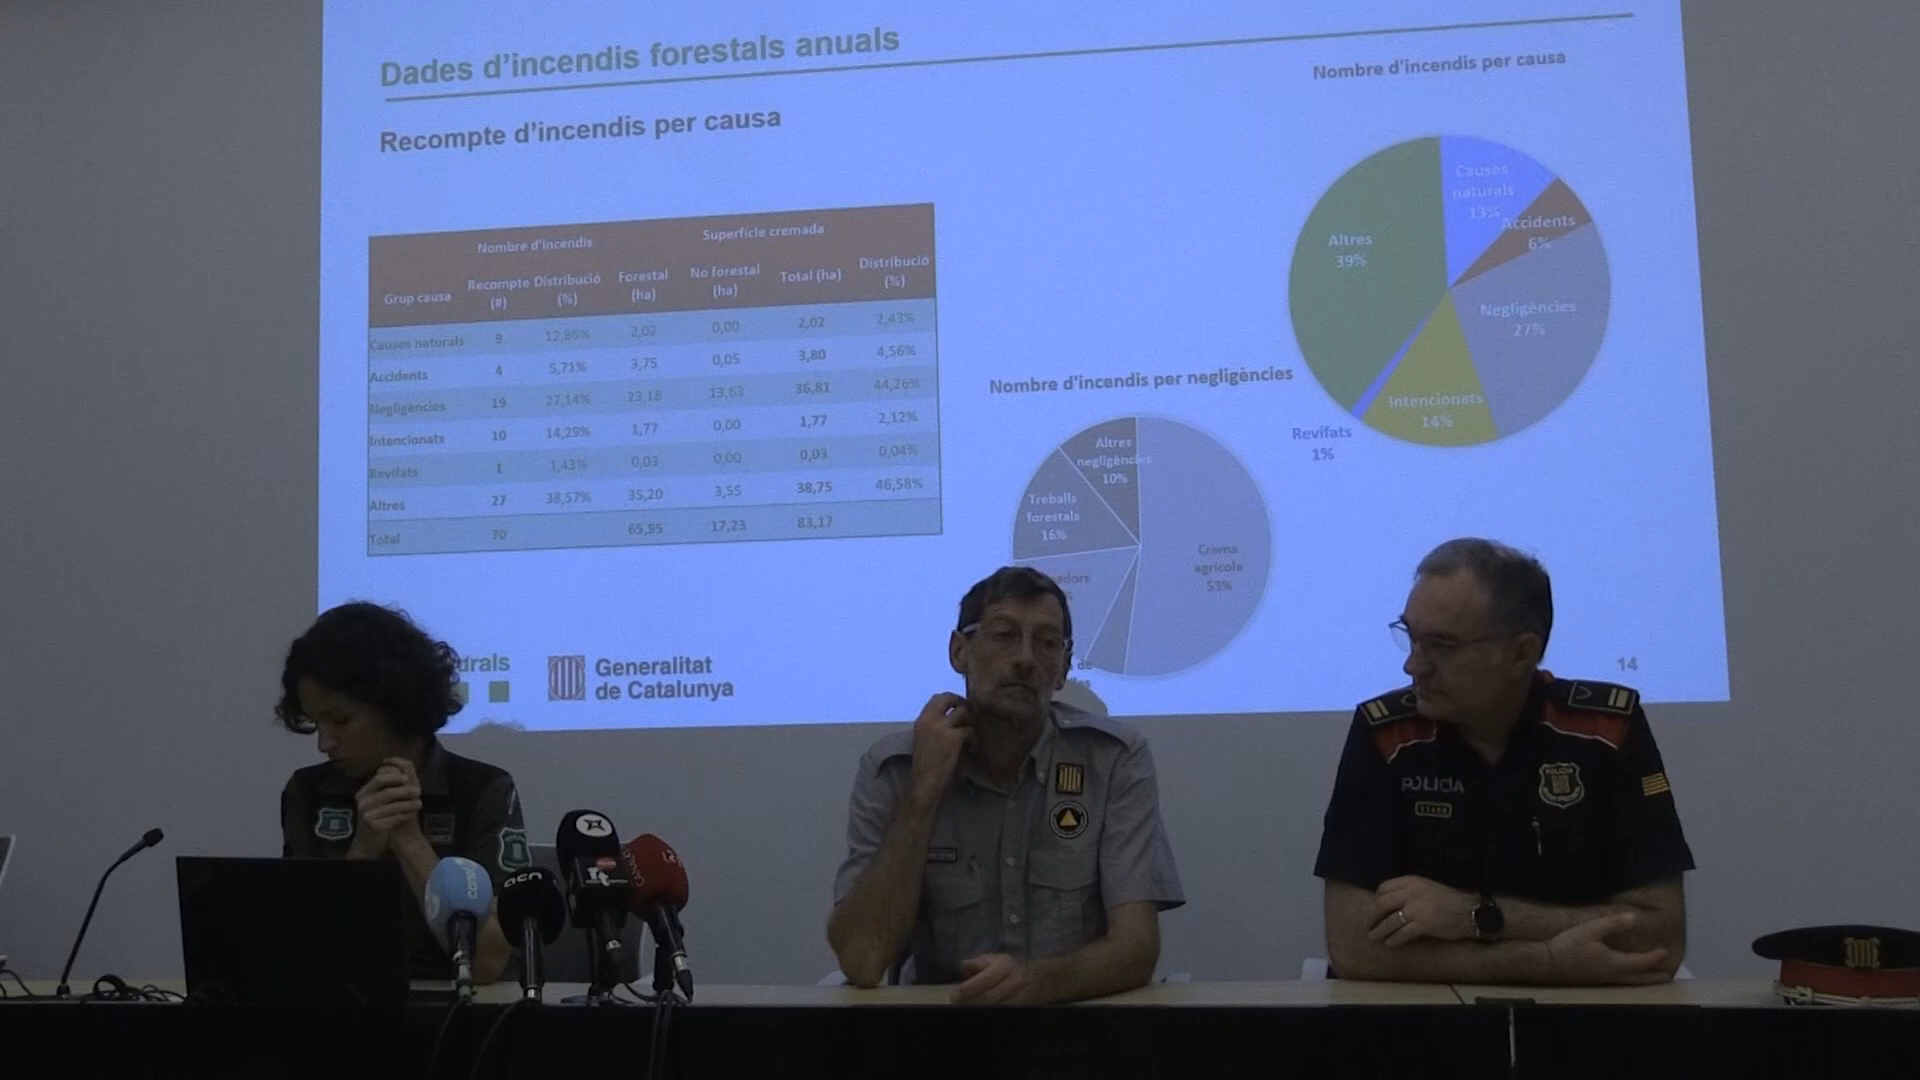 Dades d'incendis forestals anuals
Recompte d'incendis per causa
Nombre d'incendis
Superfície cremada
Grup causa
Recompte (#)
Distribució (%)
Forestal (ha)
No forestal (ha)
Total (ha)
Distribució (%)
Causes naturals 9 12,86% 2,02 0,00 2,02 2,43%
Accidents 4 5,71% 3,75 0,05 3,80 4,56%
Negligències 19 27,14% 23,18 13,63 36,81 44,26%
Intencionats 10 14,29% 1,77 0,00 1,77 2,12%
Revifats 1 1,43% 0,03 0,00 0,03 0,04%
Altres 27 38,57% 35,20 3,55 38,75 46,58%
Total 70 65,95 17,23 83,17
Nombre d'incendis per causa
Causes
naturals
13%
Accidents
6%
Altres
39%
Negligències
27%
Intencionats
14%
Revifats
1%
Nombre d'incendis per negligències
Altres
negligències
10%
Treballs
forestals
16%
Crema
agrícola
53%
Generalitat
de Catalunya
14
POLICIA